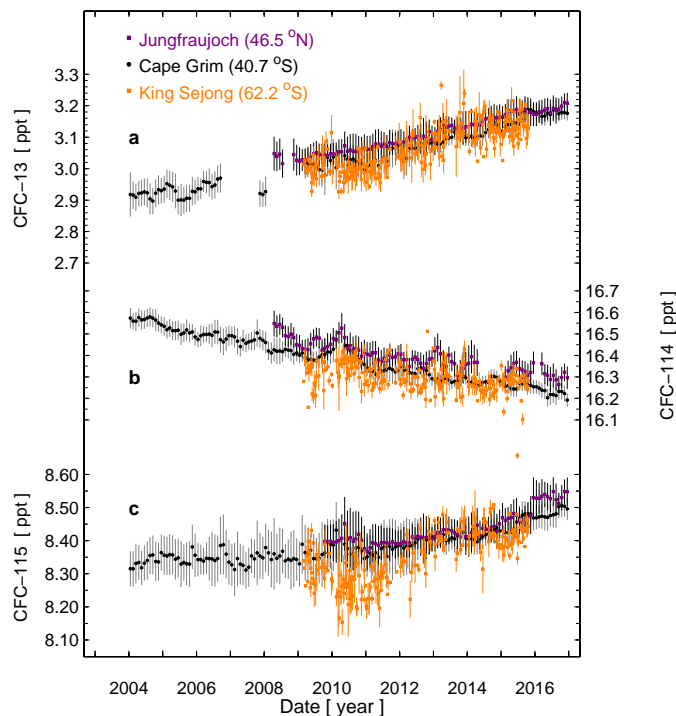 Jungfraujoch (46.5 °N)
Cape Grim (40.7 °S)
King Sejong (62.2 °S)
a
CFC−13 [ ppt ]
3.3
3.2
3.1
3.0
2.9
2.8
2.7
b
CFC−114 [ ppt ]
16.7
16.6
16.5
16.4
16.3
16.2
16.1
c
CFC−115 [ ppt ]
8.60
8.50
8.40
8.30
8.20
8.10
2004 2006 2008 2010 2012 2014 2016
Date [ year ]